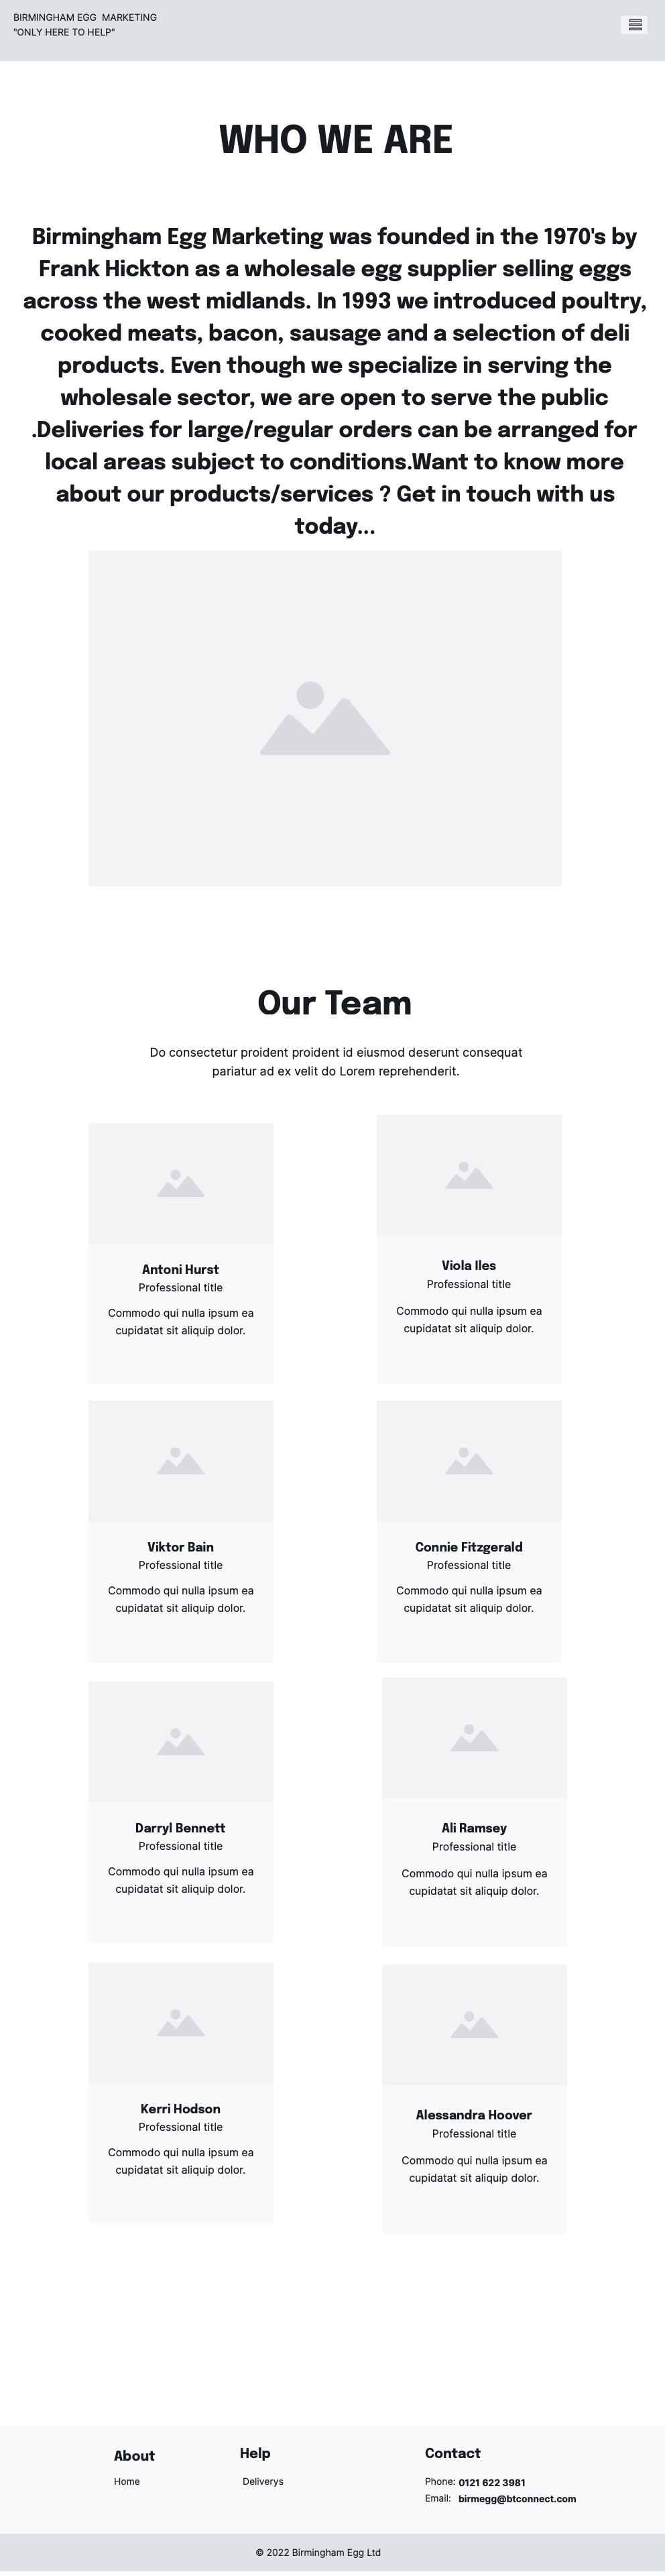 BIRMINGHAM EGG  MARKETING
"ONLY HERE TO HELP"
WHO WE ARE
Birmingham Egg Marketing was founded in the 1970's by
Frank Hickton as a wholesale egg supplier selling eggs
across the west midlands. In 1993 we introduced poultry,
cooked meats, bacon, sausage and a selection of deli
products. Even though we specialize in serving the
wholesale sector, we are open to serve the public
.Deliveries for large/regular orders can be arranged for
local areas subject to conditions.Want to know more
about our products/services ? Get in touch with us
today...
Our Team
Do consectetur proident proident id eiusmod deserunt consequat
pariatur ad ex velit do Lorem reprehenderit.
Antoni Hurst
Professional title
Commodo qui nulla ipsum ea
cupidatat sit aliquip dolor.
Viola Iles
Professional title
Commodo qui nulla ipsum ea
cupidatat sit aliquip dolor.
Viktor Bain
Professional title
Commodo qui nulla ipsum ea
cupidatat sit aliquip dolor.
Connie Fitzgerald
Professional title
Commodo qui nulla ipsum ea
cupidatat sit aliquip dolor.
Darryl Bennett
Professional title
Commodo qui nulla ipsum ea
cupidatat sit aliquip dolor.
Ali Ramsey
Professional title
Commodo qui nulla ipsum ea
cupidatat sit aliquip dolor.
Kerri Hodson
Professional title
Commodo qui nulla ipsum ea
cupidatat sit aliquip dolor.
Alessandra Hoover
Professional title
Commodo qui nulla ipsum ea
cupidatat sit aliquip dolor.
About
Home
Help
Deliverys
Contact
Phone: 0121 622 3981
Email: birmegg@btconnect.com
© 2022 Birmingham Egg Ltd